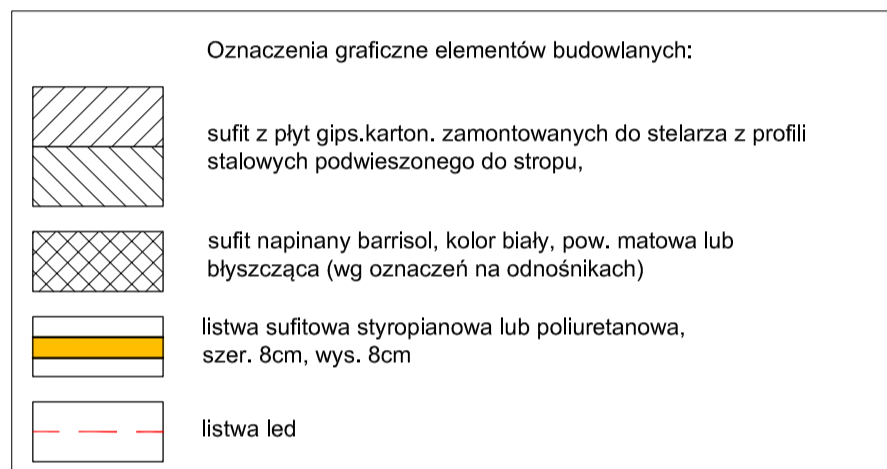 Oznaczenia graficzne elementów budowlanych:
sufit z płyt gips.karton. zamontowanych do stelarza z profili
stalowych podwieszonego do stropu,
sufit napinany barrisol, kolor biały, pow. matowa lub
błyszcząca (wg oznaczeń na odnośnikach)
listwa sufitowa styropianowa lub poliuretanowa,
szer. 8cm, wys. 8cm
listwa led